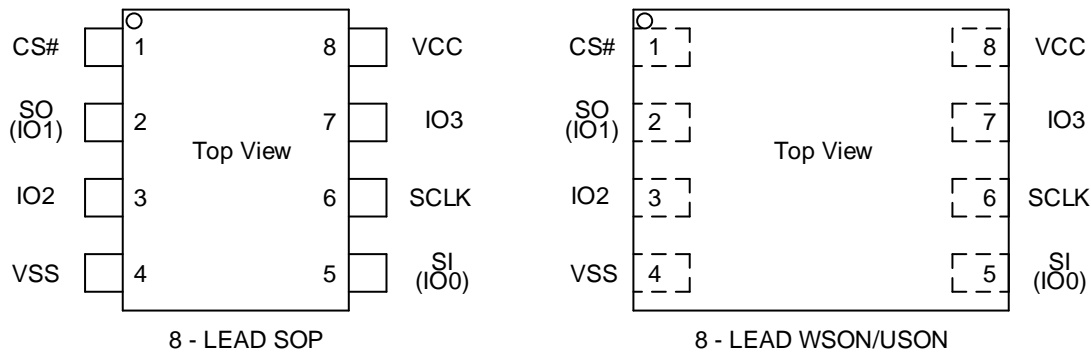 CS# 1 8 VCC
SO
(IO1) 2 7 IO3
Top View
IO2 3 6 SCLK
VSS 4 5 SI
(IO0)
8 - LEAD SOP
CS# 1 8 VCC
SO
(IO1) 2 7 IO3
Top View
IO2 3 6 SCLK
VSS 4 5 SI
(IO0)
8 - LEAD WSON/USON